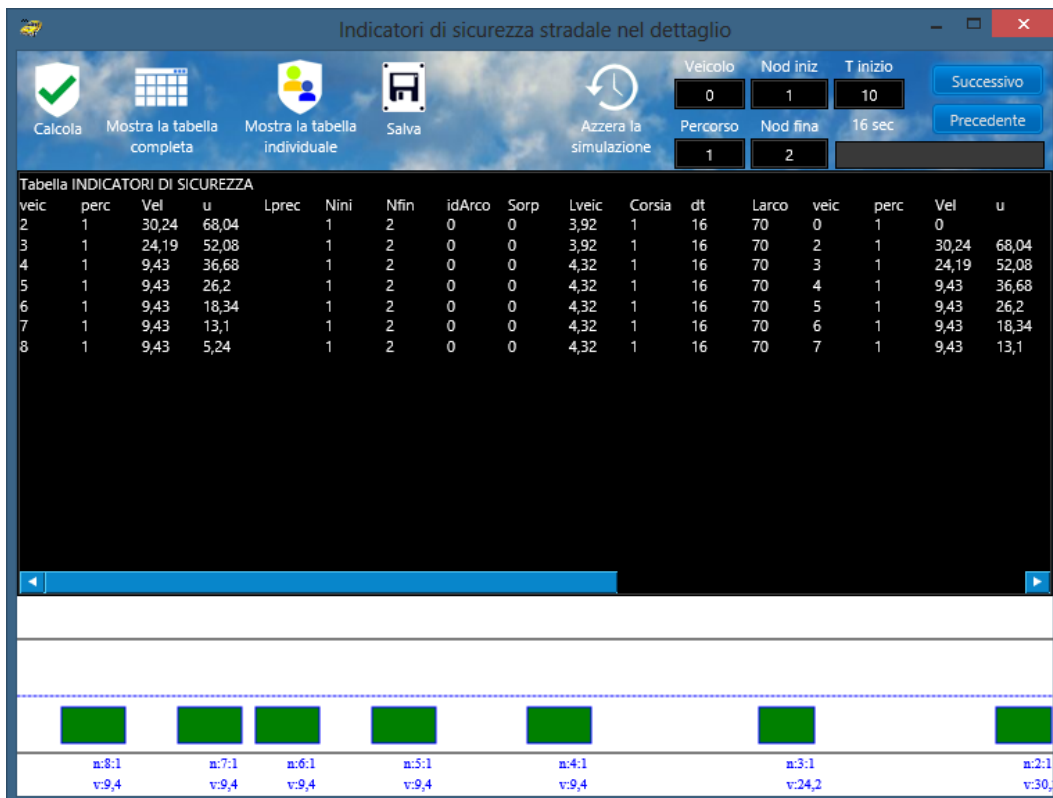 Indicatori di sicurezza stradale nel dettaglio
Calcola
Mostra la tabella
completa
Mostra la tabella
individuale
Salva
Azzera la
simulazione
Veicolo Nod iniz T inizio
0 1 10
Percorso Nod fina 16 sec
1 2
Successivo
Precedente
Tabella INDICATORI DI SICUREZZA
veic perc Vel u Lprec Nini Nfin idArco Sorp Lveic Corsia dt Larco veic perc Vel u
2 1 30,24 68,04 1 2 0 0 3,92 1 16 70 0 1 0
3 1 24,19 52,08 1 2 0 0 3,92 1 16 70 2 1 30,24 68,04
4 1 9,43 36,68 1 2 0 0 4,32 1 16 70 3 1 24,19 52,08
5 1 9,43 26,2 1 2 0 0 4,32 1 16 70 4 1 9,43 36,68
6 1 9,43 18,34 1 2 0 0 4,32 1 16 70 5 1 9,43 26,2
7 1 9,43 13,1 1 2 0 0 4,32 1 16 70 6 1 9,43 18,34
8 1 9,43 5,24 1 2 0 0 4,32 1 16 70 7 1 9,43 13,1
n:8:1 n:7:1 n:6:1 n:5:1 n:4:1 n:3:1 n:2:1
v:9,4 v:9,4 v:9,4 v:9,4 v:9,4 v:24,2 v:30,